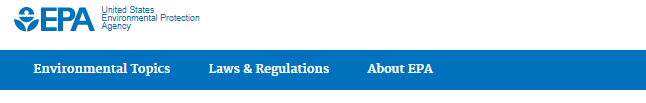 EPA
United States
Environmental Protection
Agency
Environmental Topics
Laws & Regulations
About EPA